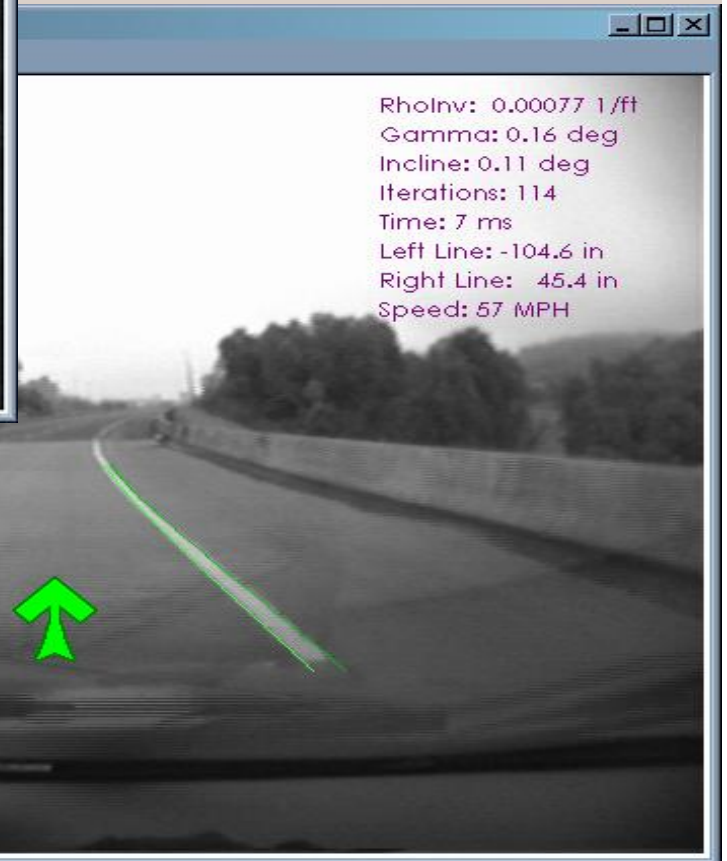 RhoInv: 0.00077 1/ft
Gamma: 0.16 deg
Incline: 0.11 deg
Iterations: 114
Time: 7 ms
Left Line: -104.6 in
Right Line: 45.4 in
Speed: 57 MPH